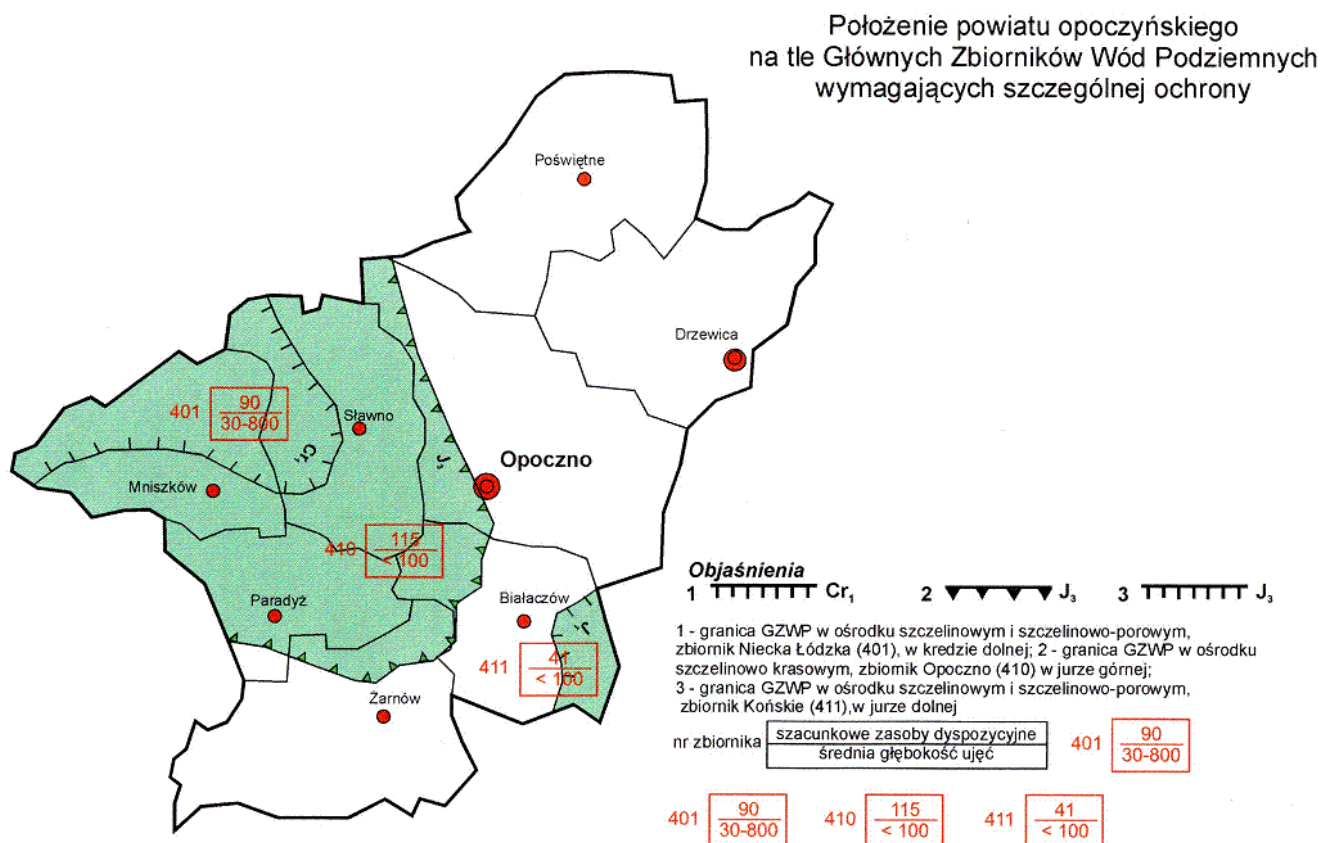 Położenie powiatu opoczyńskiego
na tle Głównych Zbiorników Wód Podziemnych
wymagających szczególnej ochrony
Poświętne
Drzewica
401 90
30-800
Sławno
Cr₁
J₃
Opoczno
Mniszków
410 115
< 100
Paradyż
Białaczów
J₁
411 41
< 100
Żarnów
Objaśnienia
1 Cr₁ 2 J₃ 3 J₃
1 - granica GZWP w ośrodku szczelinowym i szczelinowo-porowym,
zbiornik Niecka Łódzka (401), w kredzie dolnej; 2 - granica GZWP w ośrodku
szczelinowo krasowym, zbiornik Opoczno (410) w jurze górnej;
3 - granica GZWP w ośrodku szczelinowym i szczelinowo-porowym,
zbiornik Końskie (411),w jurze dolnej
nr zbiornika szacunkowe zasoby dyspozycyjne
średnia głębokość ujęć
401 90
30-800
401 90
30-800
410 115
< 100
411 41
< 100